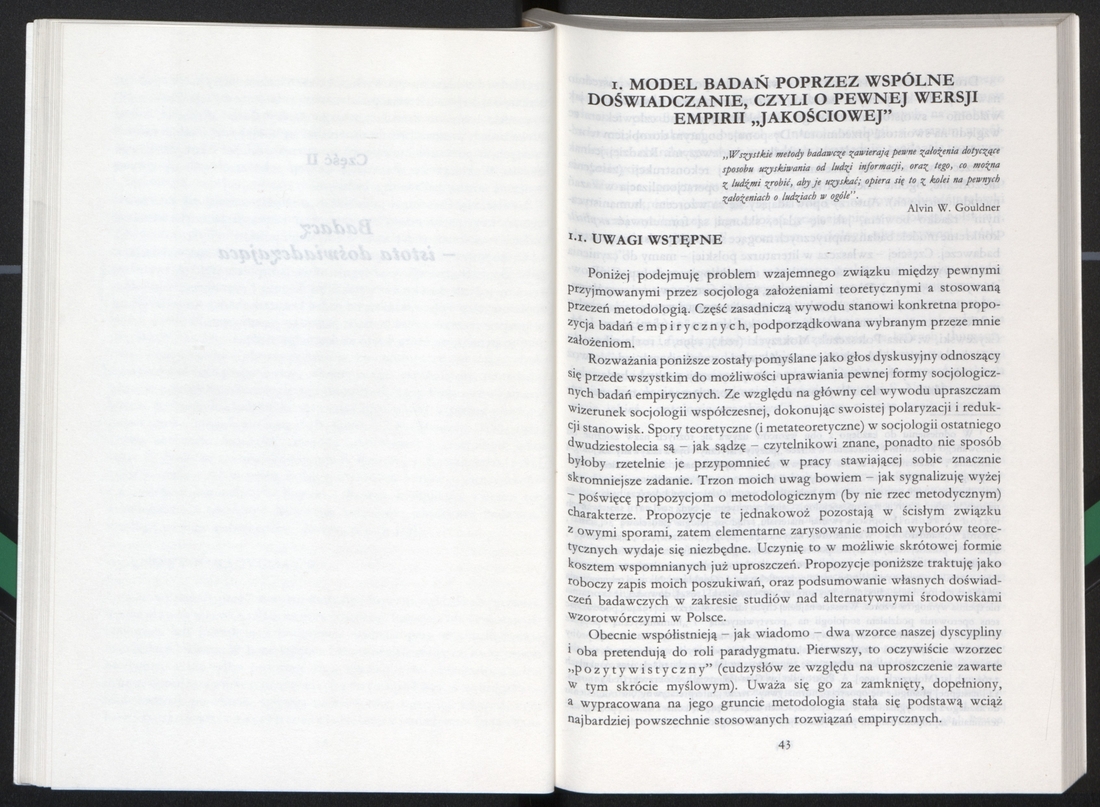 Część II
Badacz
– istota doświadczająca
1. MODEL BADAŃ POPRZEZ WSPÓLNE
DOŚWIADCZANIE, CZYLI O PEWNEJ WERSJI
EMPIRII „JAKOŚCIOWEJ”
„Wszystkie metody badawcze zawierają pewne założenia dotyczące
sposobu uzyskiwania od ludzi informacji, oraz tego, co można
z ludźmi zrobić, aby je uzyskać; opiera się to z kolei na pewnych
założeniach o ludziach w ogóle”.
Alvin W. Gouldner
1.1. UWAGI WSTĘPNE
Poniżej podejmuję problem wzajemnego związku między pewnymi
przyjmowanymi przez socjologa założeniami teoretycznymi a stosowaną
przezeń metodologią. Część zasadniczą wywodu stanowi konkretna propo-
zycja badań empirycznych, podporządkowana wybranym przeze mnie
założeniom.
Rozważania poniższe zostały pomyślane jako głos dyskusyjny odnoszący
się przede wszystkim do możliwości uprawiania pewnej formy socjologicz-
nych badań empirycznych. Ze względu na główny cel wywodu upraszczam
wizerunek socjologii współczesnej, dokonując swoistej polaryzacji i reduk-
cji stanowisk. Spory teoretyczne (i metateoretyczne) w socjologii ostatniego
dwudziestolecia są – jak sądzę – czytelnikowi znane, ponadto nie sposób
byłoby rzetelnie je przypomnieć w pracy stawiającej sobie znacznie
skromniejsze zadanie. Trzon moich uwag bowiem – jak sygnalizuję wyżej
– poświęcę propozycjom o metodologicznym (by nie rzec metodycznym)
charakterze. Propozycje te jednakowoż pozostają w ścisłym związku
z owymi sporami, zatem elementarne zarysowanie moich wyborów teore-
tycznych wydaje się niezbędne. Uczynię to w możliwie skrótowej formie
kosztem wspomnianych już uproszczeń. Propozycje poniższe traktuję jako
roboczy zapis moich poszukiwań, oraz podsumowanie własnych doświad-
czeń badawczych w zakresie studiów nad alternatywnymi środowiskami
wzorotwórczymi w Polsce.
Obecnie współistnieją – jak wiadomo – dwa wzorce naszej dyscypliny
i oba pretendują do roli paradygmatu. Pierwszy, to oczywiście wzorzec
„pozytywistyczny” (cudzysłów ze względu na uproszczenie zawarte
w tym skrócie myślowym). Uważa się go za zamknięty, dopełniony,
a wypracowana na jego gruncie metodologia stała się podstawą wciąż
najbardziej powszechnie stosowanych rozwiązań empirycznych.
43